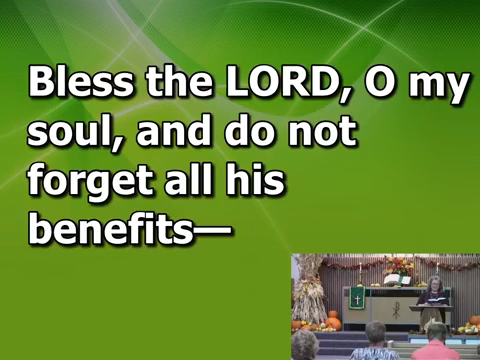 Bless the LORD, O my
soul, and do not
forget all his
benefits—